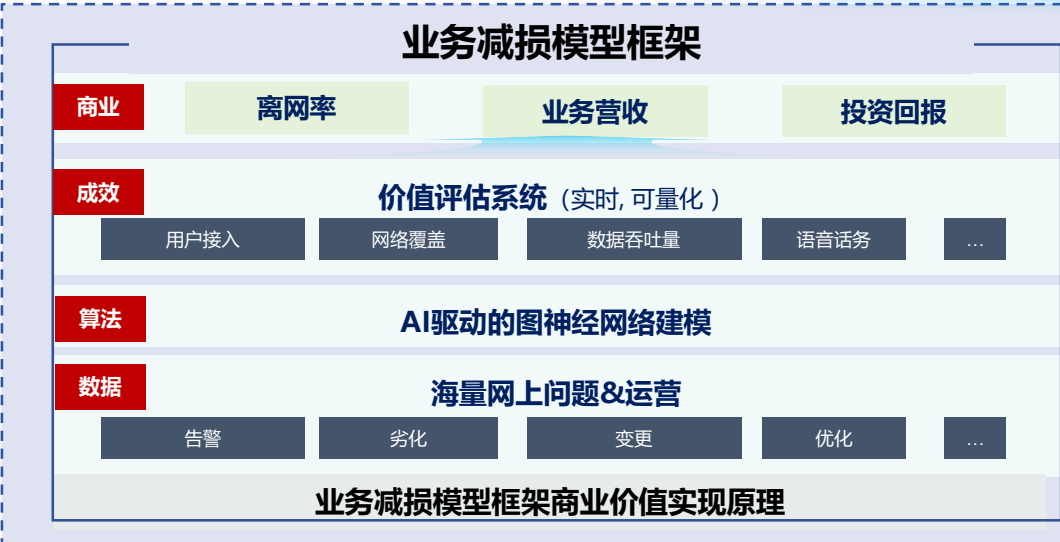 业务减损模型框架
商业 离网率 业务营收 投资回报
成效 价值评估系统（实时, 可量化 ）
用户接入 网络覆盖 数据吞吐量 语音话务 …
算法 AI驱动的图神经网络建模
数据 海量网上问题&运营
告警 劣化 变更 优化 …
业务减损模型框架商业价值实现原理